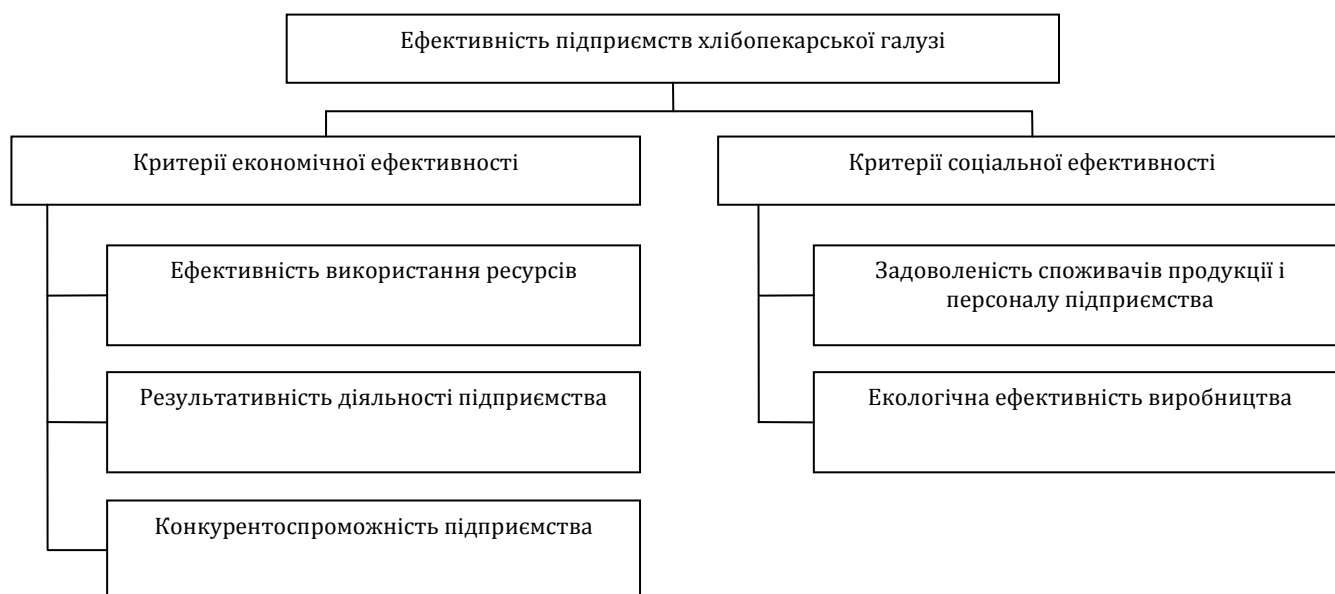 Ефективність підприємств хлібопекарської галузі
Критерії економічної ефективності
Ефективність використання ресурсів
Результативність діяльності підприємства
Конкурентоспроможність підприємства
Критерії соціальної ефективності
Задоволеність споживачів продукції і
персоналу підприємства
Екологічна ефективність виробництва